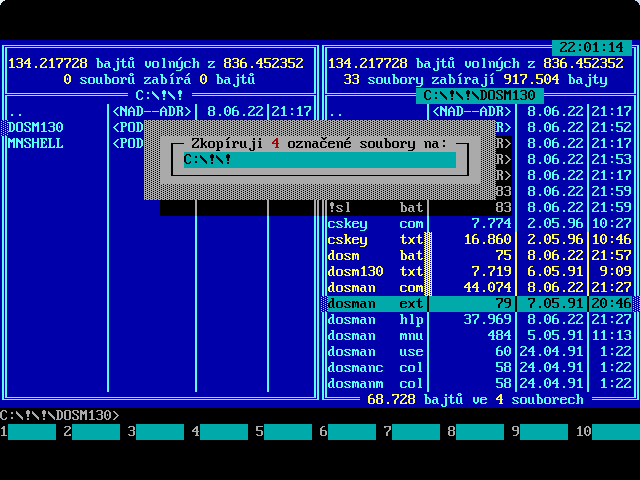 22:01:14
134.217728 bajtů volných z 836.452352
0 souborů zabírá 0 bajtů
C:\!\!
.. <NAD--ADR> 8.06.22 21:17
DOSM130 <POD
MNSHELL <POD
134.217728 bajtů volných z 836.452352
33 soubory zabírají 917.504 bajty
C:\!\!\DOSM130
.. <NAD--ADR> 8.06.22 21:17
R> 8.06.22 21:52
R> 8.06.22 21:53
R> 8.06.22 21:59
R> 8.06.22 21:53
83 8.06.22 21:59
!sl bat 83 8.06.22 21:59
cskey com 7.774 2.05.96 10:27
cskey txt 16.860 2.05.96 10:46
dosm bat 75 8.06.22 21:57
dosm130 txt 7.719 6.05.91 9:09
dosman com 44.074 8.06.22 21:27
dosman ext 79 7.05.91 20:46
dosman hlp 37.969 8.06.22 21:27
dosman mnu 484 5.05.91 11:13
dosman use 60 24.04.91 1:22
dosmanc col 58 24.04.91 1:22
dosmanm col 58 24.04.91 1:22
68.728 bajtů ve 4 souborech
Zkopíruji 4 označené soubory na:
C:\!\!
C:\!\!\DOSM130>
1 2 3 4 5 6 7 8 9 10